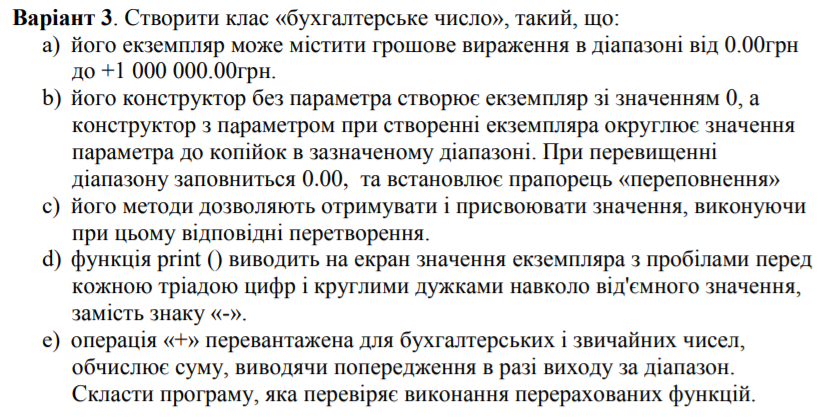 Варіант 3. Створити клас «бухгалтерське число», такий, що:
a) його екземпляр може містити грошове вираження в діапазоні від 0.00грн
до +1 000 000.00грн.
b) його конструктор без параметра створює екземпляр зі значенням 0, а
конструктор з параметром при створенні екземпляра округлює значення
параметра до копійок в зазначеному діапазоні. При перевищенні
діапазону заповниться 0.00, та встановлює прапорець «переповнення»
c) його методи дозволяють отримувати і присвоювати значення, виконуючи
при цьому відповідні перетворення.
d) функція print () виводить на екран значення екземпляра з пробілами перед
кожною тріадою цифр і круглими дужками навколо від'ємного значення,
замість знаку «-».
e) операція «+» перевантажена для бухгалтерських і звичайних чисел,
обчислює суму, виводячи попередження в разі виходу за діапазон.
Скласти програму, яка перевіряє виконання перерахованих функцій.